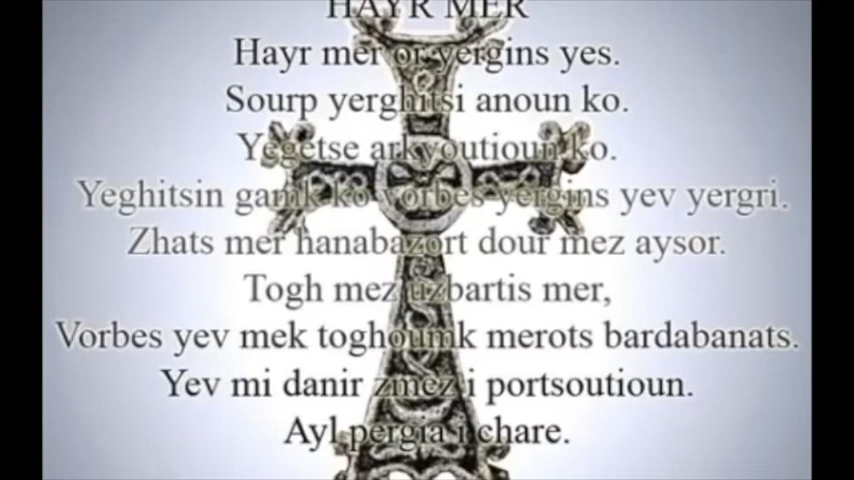 HAYR MER
Hayr mer or yergins yes.
Sourp yerghitsi anoun ko.
Yegetse arkyoutioun ko.
Yeghitsin gamk ko vorbes yergins yev yergri.
Zhats mer hanabazort dour mez aysor.
Togh mez uzbartis mer,
Vorbes yev mek toghoumk merots bardabanats.
Yev mi danir zmez i portsoutioun.
Ayl pergia i chare.